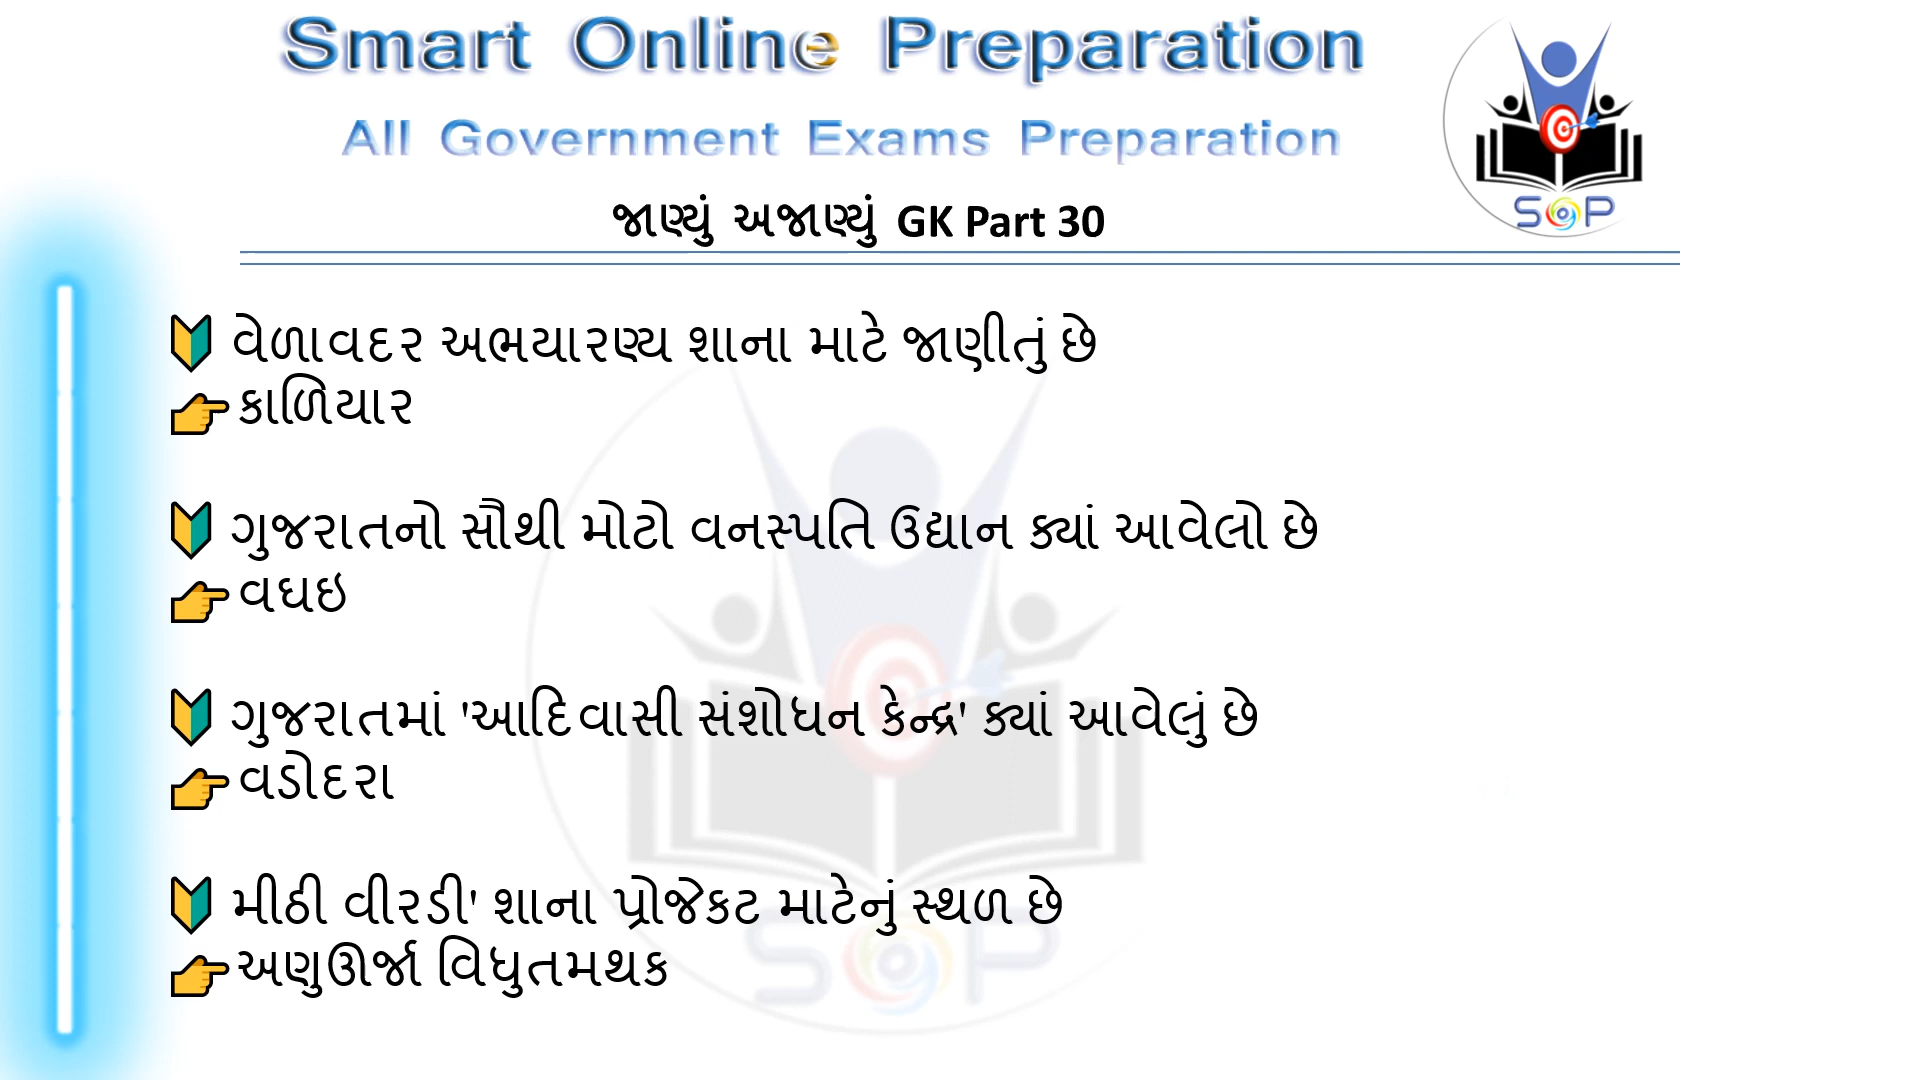 Smart Online Preparation
All Government Exams Preparation
SOP
જાણ્યું અજાણ્યું GK Part 30
🔰 વેળાવદર અભયારણ્ય શાના માટે જાણીતું છે
👉કાળિયાર
🔰 ગુજરાતનો સૌથી મોટો વનસ્પતિ ઉદ્યાન ક્યાં આવેલો છે
👉વઘઇ
🔰 ગુજરાતમાં 'આદિવાસી સંશોધન કેન્દ્ર' ક્યાં આવેલું છે
👉વડોદરા
🔰 મીઠી વીરડી' શાના પ્રોજેકટ માટેનું સ્થળ છે
👉અણુઊર્જા વિધુતમથક
SOP